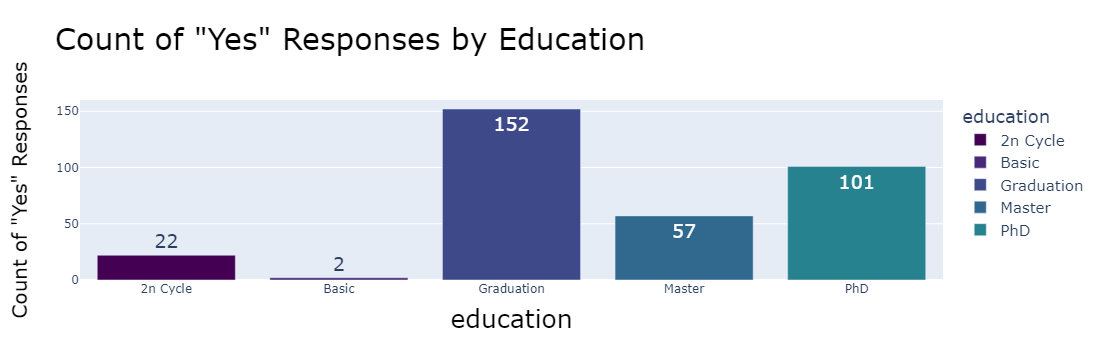 Count of "Yes" Responses by Education
Count of "Yes" Responses
150
100
50
0
22
2
152
57
101
2n Cycle
Basic
Graduation
Master
PhD
education
education
2n Cycle
Basic
Graduation
Master
PhD